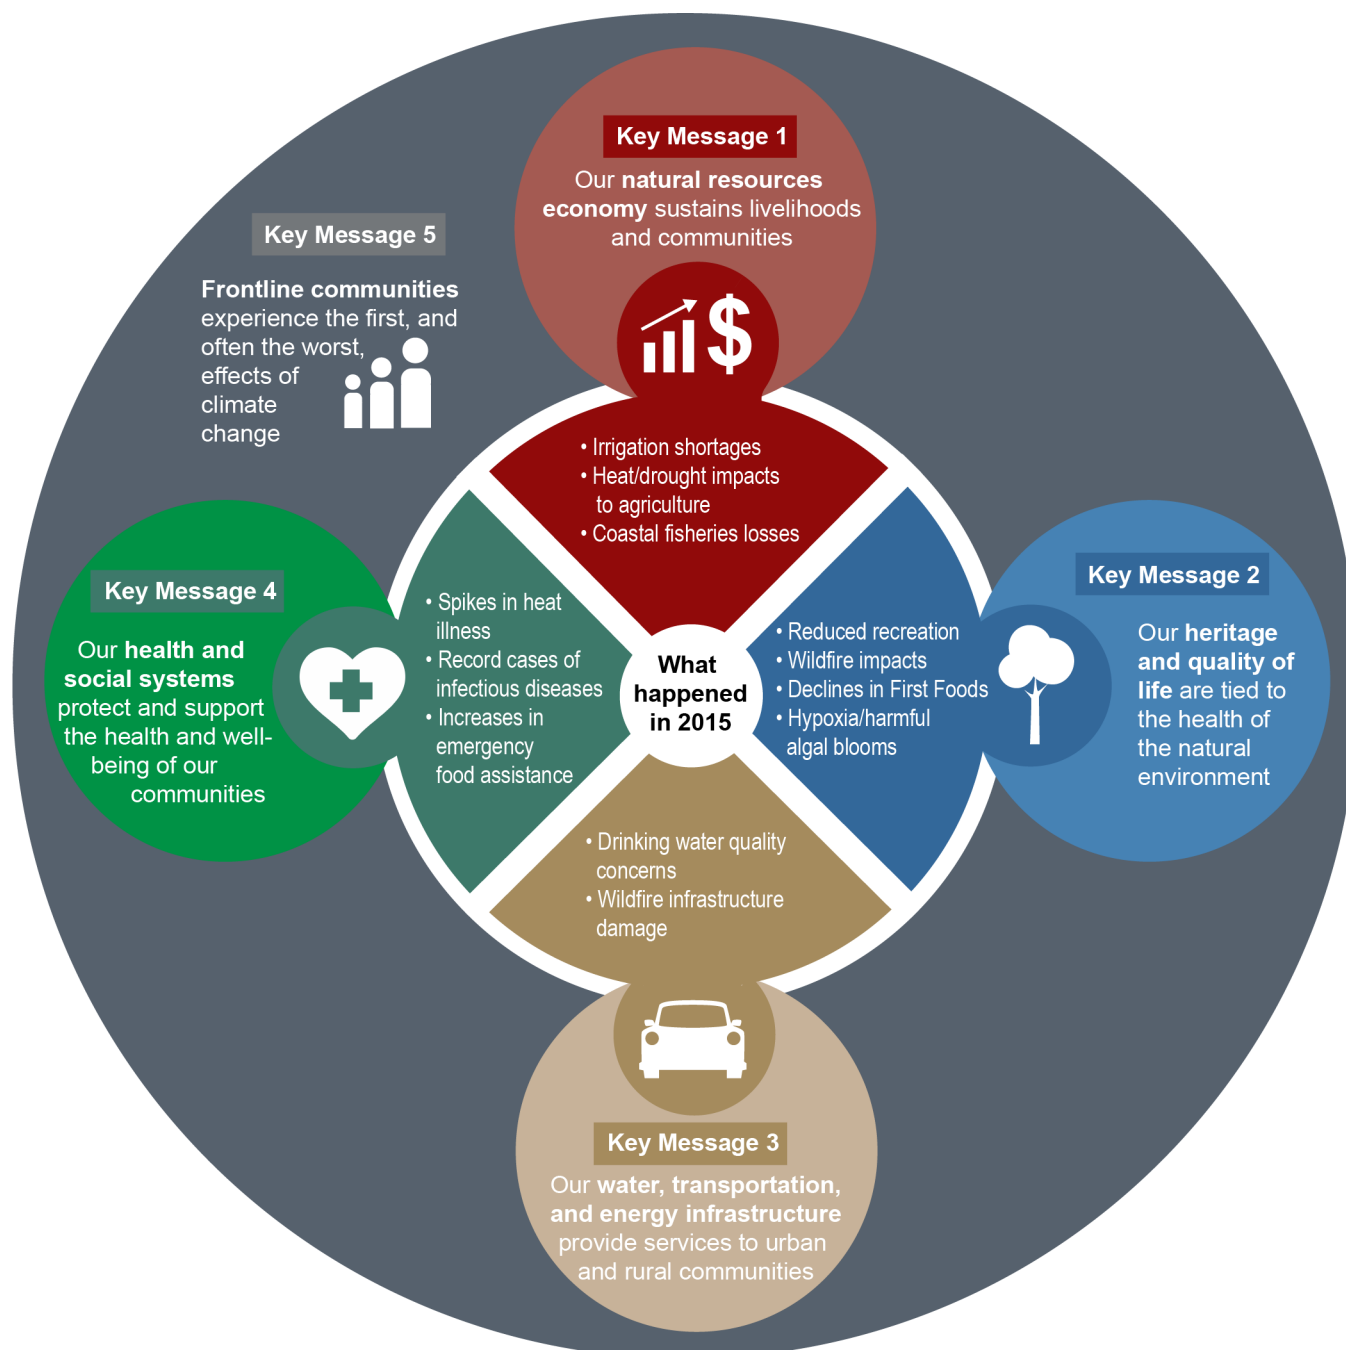 Key Message 1
Our natural resources
economy sustains livelihoods
and communities
Key Message 5
Frontline communities
experience the first, and
often the worst,
effects of
climate
change
$
• Irrigation shortages
• Heat/drought impacts
to agriculture
• Coastal fisheries losses
Key Message 2
Our heritage
and quality of
life are tied to
the health of
the natural
environment
• Reduced recreation
• Wildfire impacts
• Declines in First Foods
• Hypoxia/harmful
algal blooms
What
happened
in 2015
Key Message 4
Our health and
social systems
protect and support
the health and well-
being of our
communities
• Spikes in heat
illness
• Record cases of
infectious diseases
• Increases in
emergency
food assistance
• Drinking water quality
concerns
• Wildfire infrastructure
damage
Key Message 3
Our water, transportation,
and energy infrastructure
provide services to urban
and rural communities